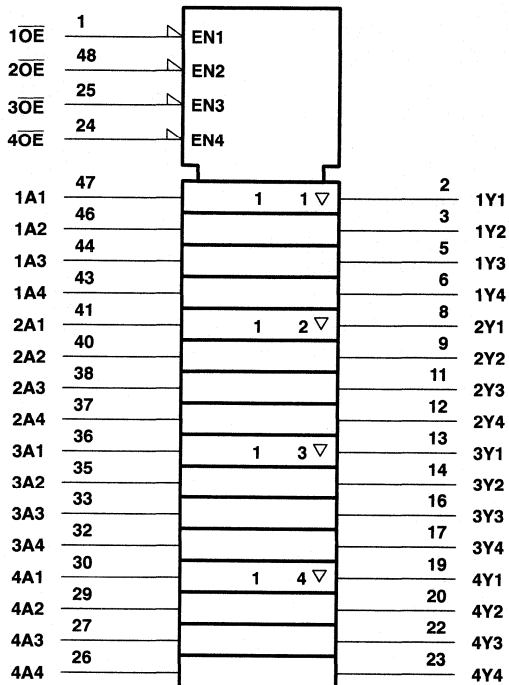 1O̅E̅ 1 EN1
2O̅E̅ 48 EN2
3O̅E̅ 25 EN3
4O̅E̅ 24 EN4
1A1 47 1 1 ▽ 2 1Y1
1A2 46 3 1Y2
1A3 44 5 1Y3
1A4 43 6 1Y4
2A1 41 1 2 ▽ 8 2Y1
2A2 40 9 2Y2
2A3 38 11 2Y3
2A4 37 12 2Y4
3A1 36 1 3 ▽ 13 3Y1
3A2 35 14 3Y2
3A3 33 16 3Y3
3A4 32 17 3Y4
4A1 30 1 4 ▽ 19 4Y1
4A2 29 20 4Y2
4A3 27 22 4Y3
4A4 26 23 4Y4